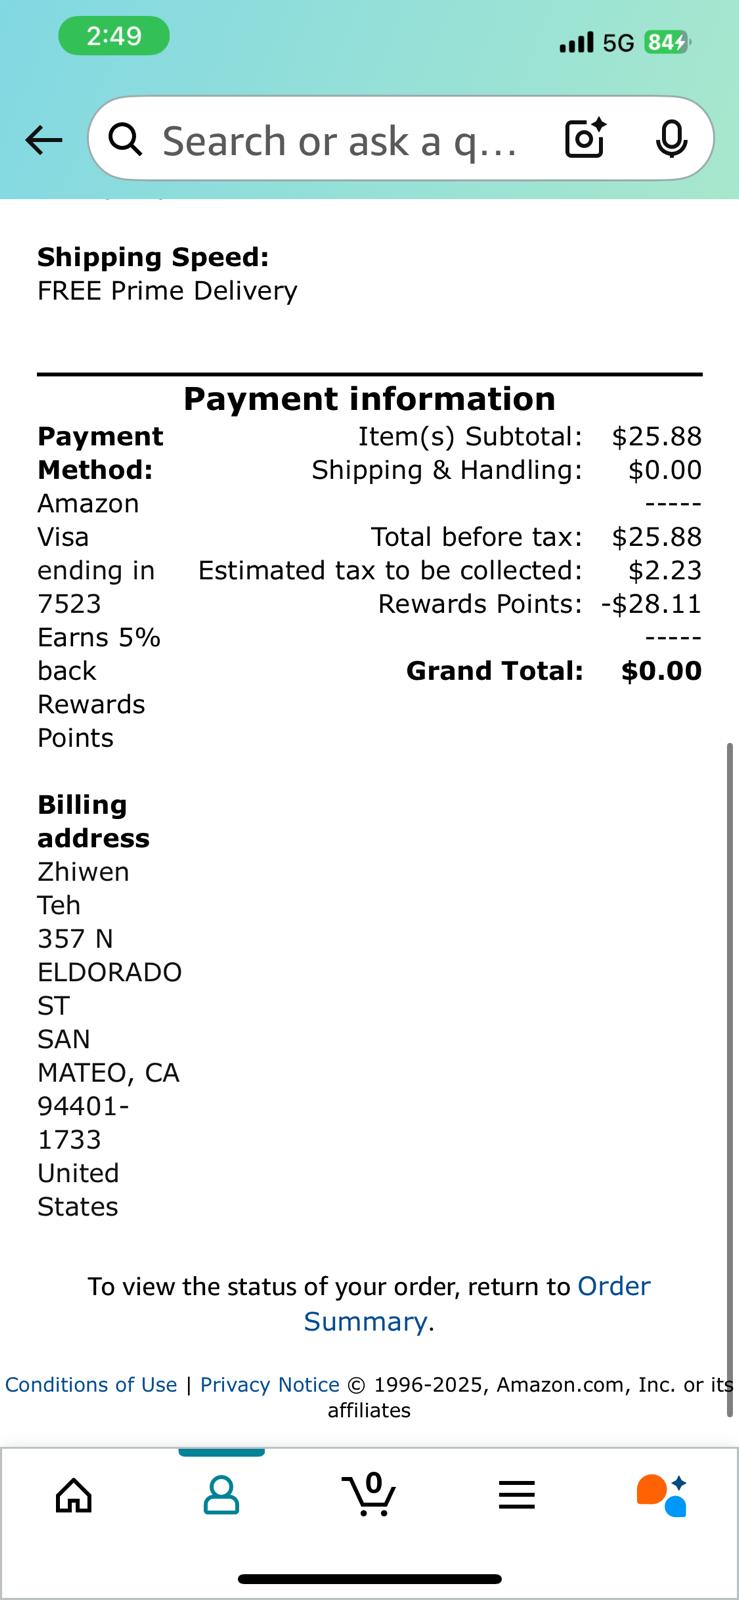 2:49
5G 84
Search or ask a q...
Shipping Speed:
FREE Prime Delivery
Payment information
Payment
Method:
Amazon
Visa
ending in
7523
Earns 5%
back
Rewards
Points
Item(s) Subtotal: $25.88
Shipping & Handling: $0.00
-----
Total before tax: $25.88
Estimated tax to be collected: $2.23
Rewards Points: -$28.11
-----
Grand Total: $0.00
Billing
address
Zhiwen
Teh
357 N
ELDORADO
ST
SAN
MATEO, CA
94401-
1733
United
States
To view the status of your order, return to Order
Summary.
Conditions of Use | Privacy Notice © 1996-2025, Amazon.com, Inc. or its
affiliates
0